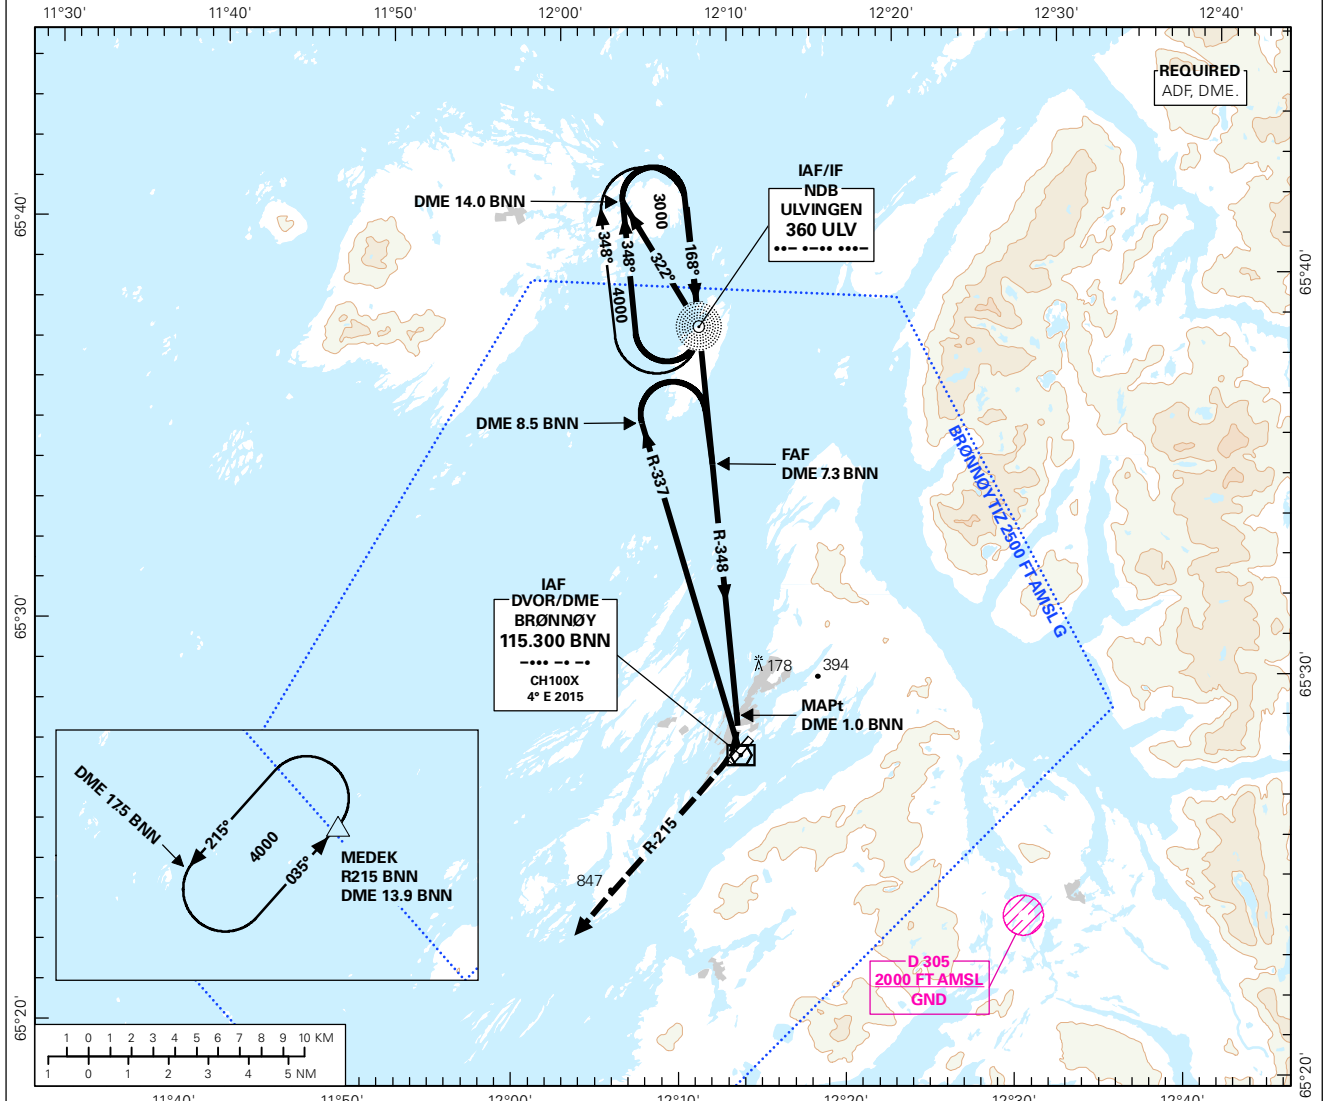 11°40'
11°50'
12°00'
12°10'
12°20'
12°30'
12°40'
REQUIRED
ADF, DME.
IAF/IF
NDB
ULVINGEN
360 ULV
DME 14.0 BNN
3000
348°
348°
322°
168°
4000
65°40'
65°40'
DME 8.5 BNN
FAF
DME 7.3 BNN
R-337
R-348
BRØNNØY TIZ 2500 FT AMSL G
IAF
DVOR/DME
BRØNNØY
115.300 BNN
CH100X
4° E 2015
65°30'
65°30'
178
394
MAPt
DME 1.0 BNN
R-215
847
DME 17.5 BNN
215°
4000
035°
MEDEK
R215 BNN
DME 13.9 BNN
D 305
2000 FT AMSL
GND
65°20'
65°20'
1 0 1 2 3 4 5 6 7 8 9 10 KM
1 0 1 2 3 4 5 NM
11°40'
11°50'
12°00'
12°10'
12°20'
12°30'
12°40'